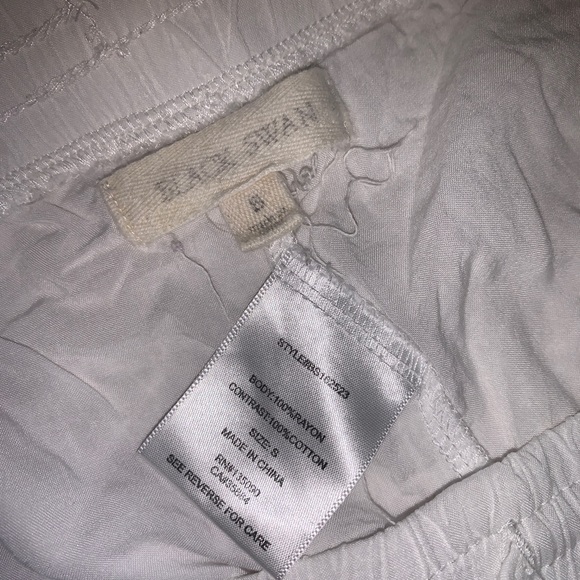 BLACK SWAN
S
STYLE#BS162523
BODY:100%RAYON
CONTRAST:100%COTTON
SIZE: S
MADE IN CHINA
RN#135090
CA#35884
SEE REVERSE FOR CARE